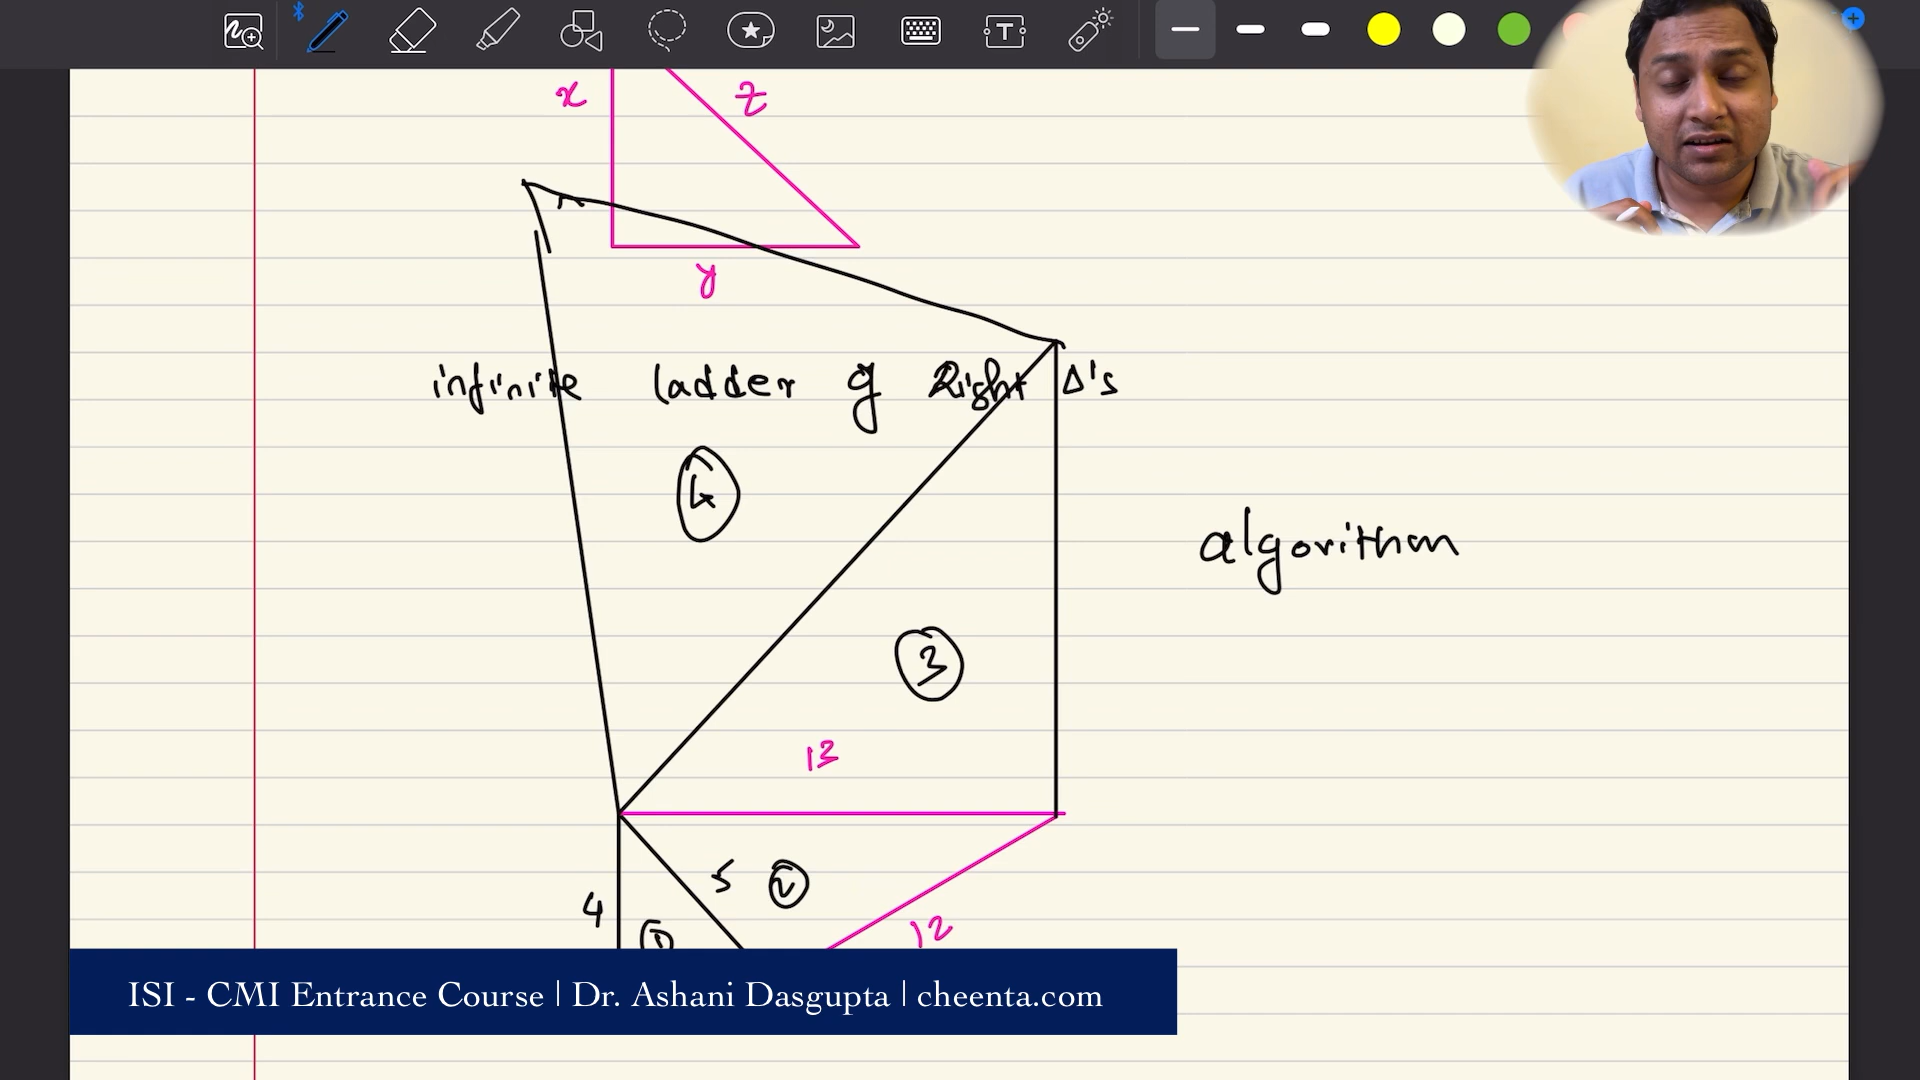 x
z
y
infinite ladder of Right Δ's
4
algorithm
3
13
5 2
4
1
12
ISI - CMI Entrance Course | Dr. Ashani Dasgupta | cheenta.com